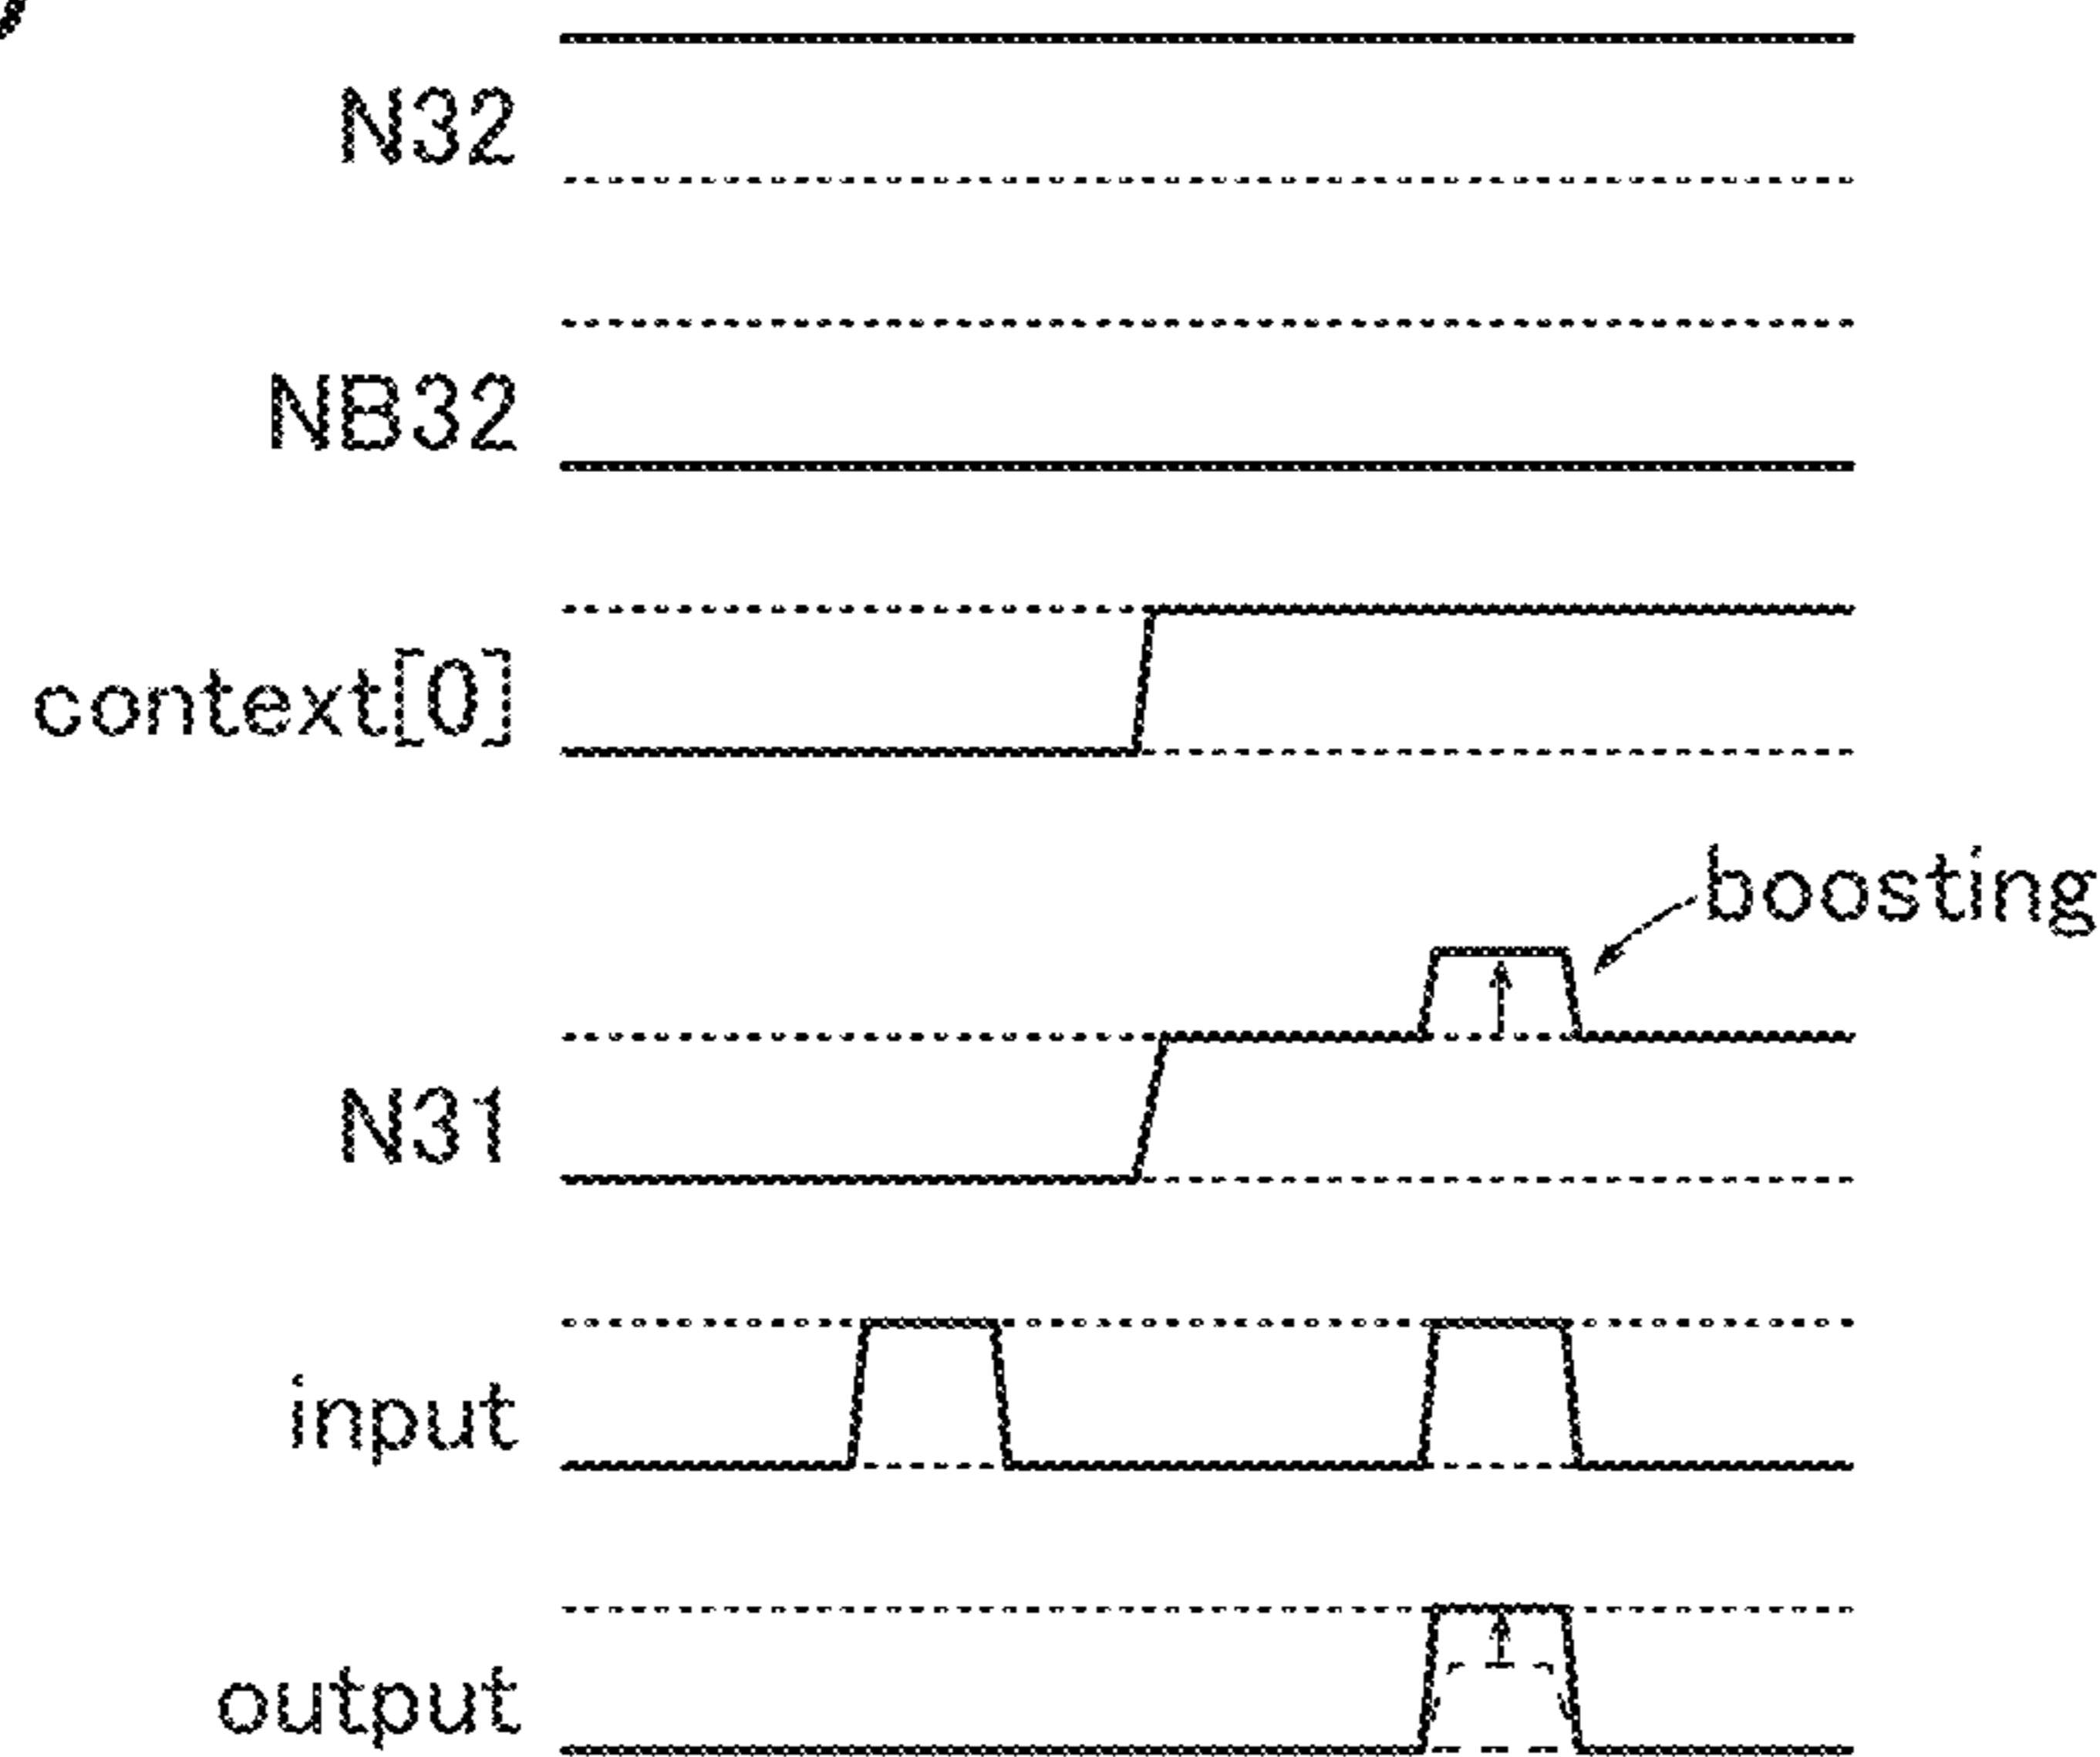 N32
NB32
context[0]
boosting
N31
input
output